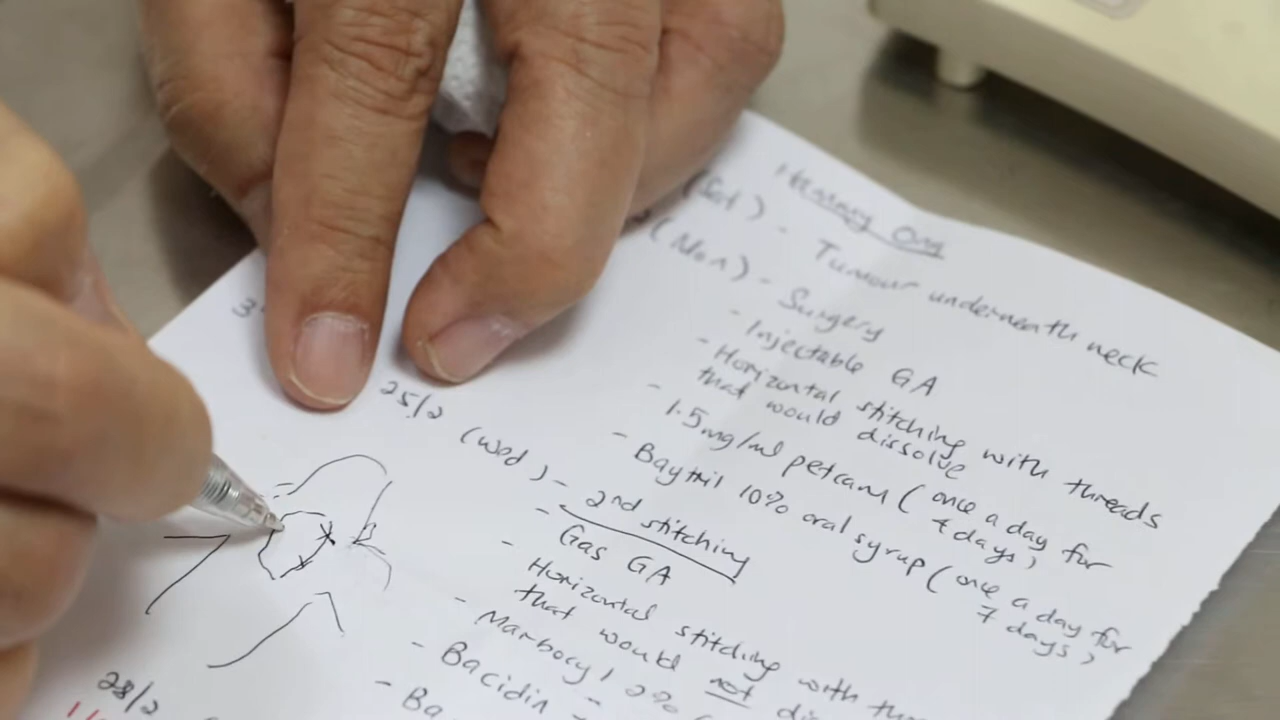 Ong
(Sat) - Tumour underneath neck
(Mon) - Surgery
- Injectable GA
- Horizontal stitching with threads
that would dissolve
- 1.5mg/ml petcam (once a day for
7 days)
- Baytril 10% oral syrup (once a day for
7 days)
25/2 (Wed) - 2nd stitching
- Gas GA
- Horizontal stitching with
that would not
- Marbocyl 2%
- Bacidin
28/2